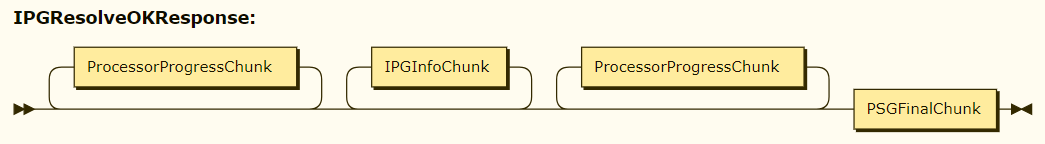 IPGResolveOKResponse:
ProcessorProgressChunk
IPGInfoChunk
ProcessorProgressChunk
PSGFinalChunk